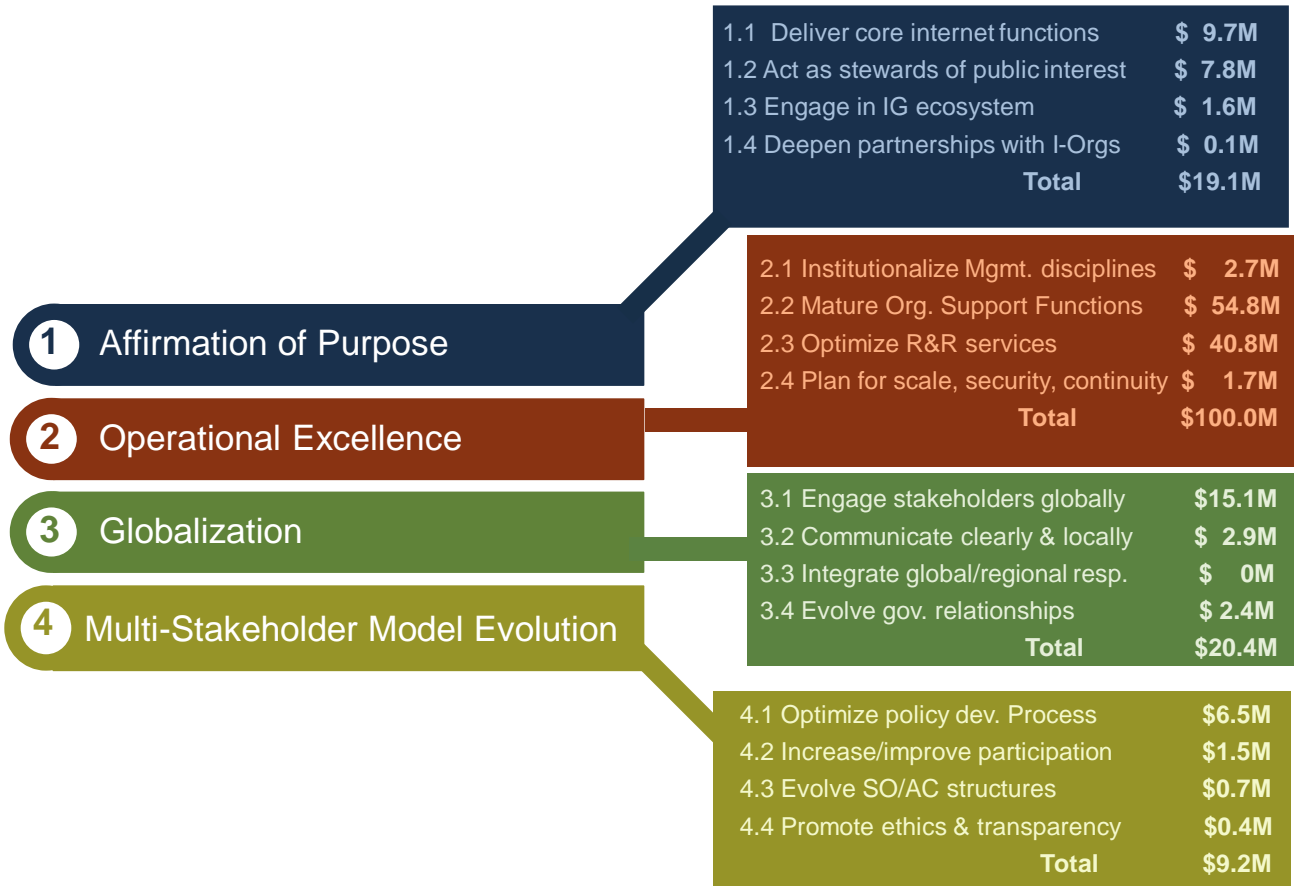 1.1 Deliver core internet functions $ 9.7M
1.2 Act as stewards of public interest $ 7.8M
1.3 Engage in IG ecosystem $ 1.6M
1.4 Deepen partnerships with I-Orgs $ 0.1M
Total $19.1M
2.1 Institutionalize Mgmt. disciplines $ 2.7M
2.2 Mature Org. Support Functions $ 54.8M
2.3 Optimize R&R services $ 40.8M
2.4 Plan for scale, security, continuity $ 1.7M
Total $100.0M
1 Affirmation of Purpose
2 Operational Excellence
3 Globalization
4 Multi-Stakeholder Model Evolution
3.1 Engage stakeholders globally $15.1M
3.2 Communicate clearly & locally $ 2.9M
3.3 Integrate global/regional resp. $ 0M
3.4 Evolve gov. relationships $ 2.4M
Total $20.4M
4.1 Optimize policy dev. Process $6.5M
4.2 Increase/improve participation $1.5M
4.3 Evolve SO/AC structures $0.7M
4.4 Promote ethics & transparency $0.4M
Total $9.2M